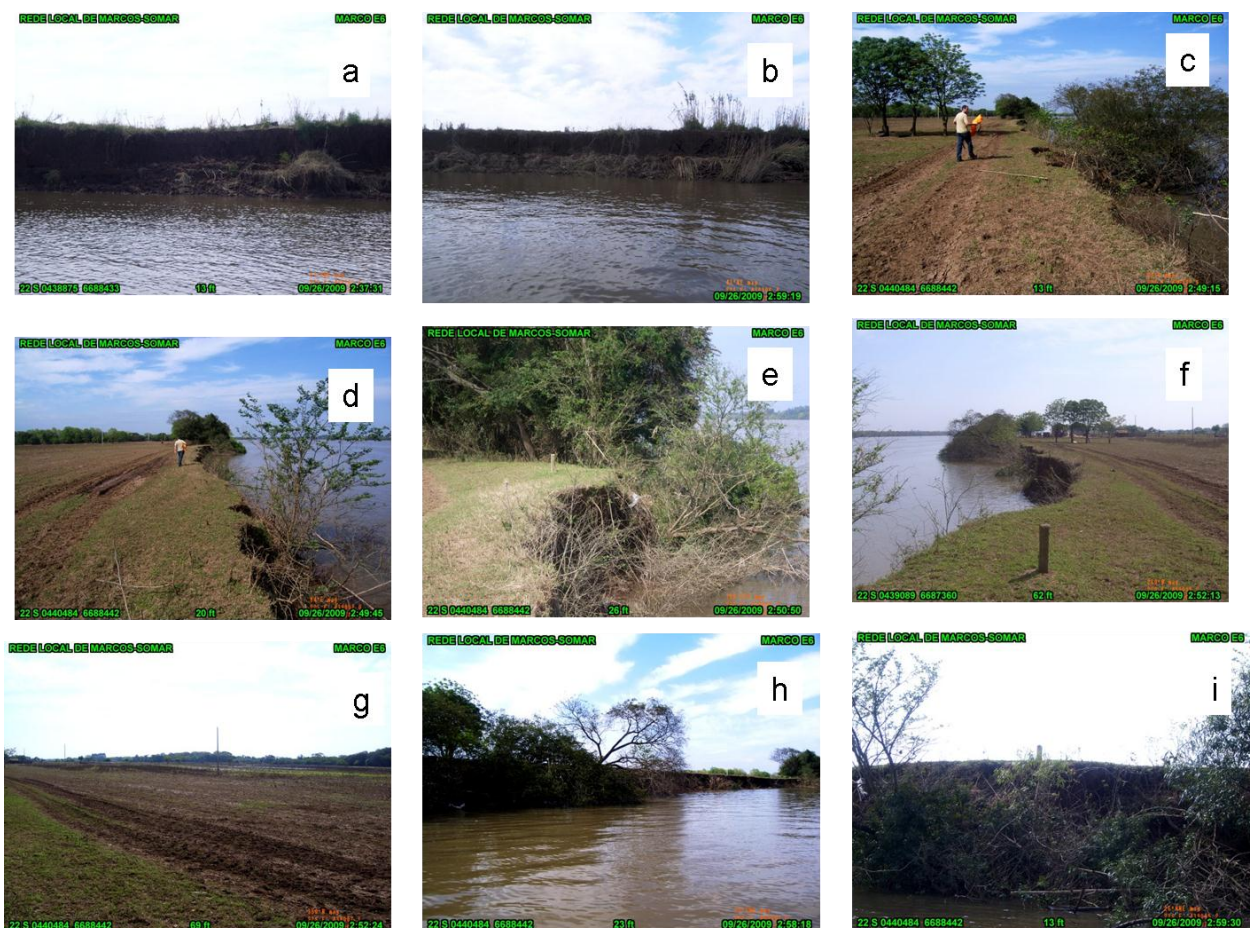 REDE LOCAL DE MARCOS-SOMAR MARCO E6
a
22 S 0438875 6688433 13 ft 09/26/2009 2:37:31
b
09/26/2009 2:59:19
REDE LOCAL DE MARCOS-SOMAR MARCO E6
c
22 S 0440484 6688442 13 ft 09/26/2009 2:49:15
REDE LOCAL DE MARCOS-SOMAR MARCO E6
d
22 S 0440484 6688442 20 ft 09/26/2009 2:49:45
REDE LOCAL DE MARCOS-SOMAR MARCO E6
e
22 S 0440484 6688442 26 ft 09/26/2009 2:50:50
REDE LOCAL DE MARCOS-SOMAR MARCO E6
f
22 S 0439089 6687360 62 ft 09/26/2009 2:52:13
REDE LOCAL DE MARCOS-SOMAR MARCO E6
g
22 S 0440484 6688442 69 ft 09/26/2009 2:52:24
REDE LOCAL DE MARCOS-SOMAR MARCO E6
h
22 S 0440484 6688442 23 ft 09/26/2009 2:58:18
REDE LOCAL DE MARCOS-SOMAR MARCO E6
i
22 S 0440484 6688442 13 ft 09/26/2009 2:59:30